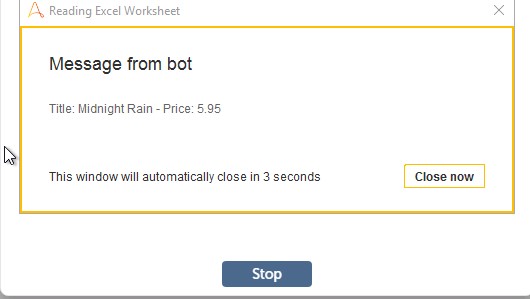 Reading Excel Worksheet
Message from bot
Title: Midnight Rain - Price: 5.95
This window will automatically close in 3 seconds
Close now
Stop